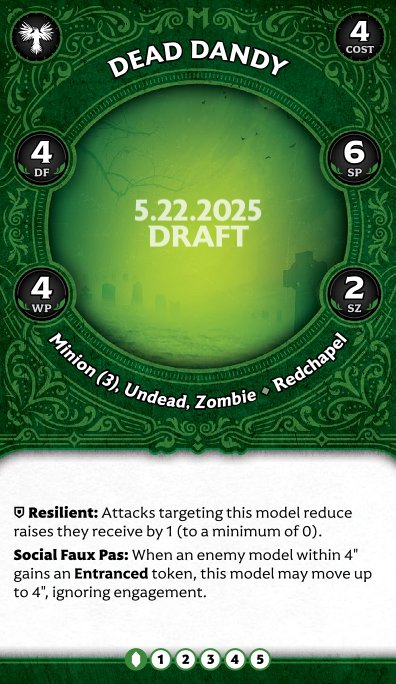 M
4
COST
DEAD DANDY
4
DF
6
SP
5.22.2025
DRAFT
4
WP
2
SZ
Minion (3), Undead, Zombie ♦ Redchapel
Resilient: Attacks targeting this model reduce
raises they receive by 1 (to a minimum of 0).
Social Faux Pas: When an enemy model within 4"
gains an Entranced token, this model may move up
to 4", ignoring engagement.
1 2 3 4 5